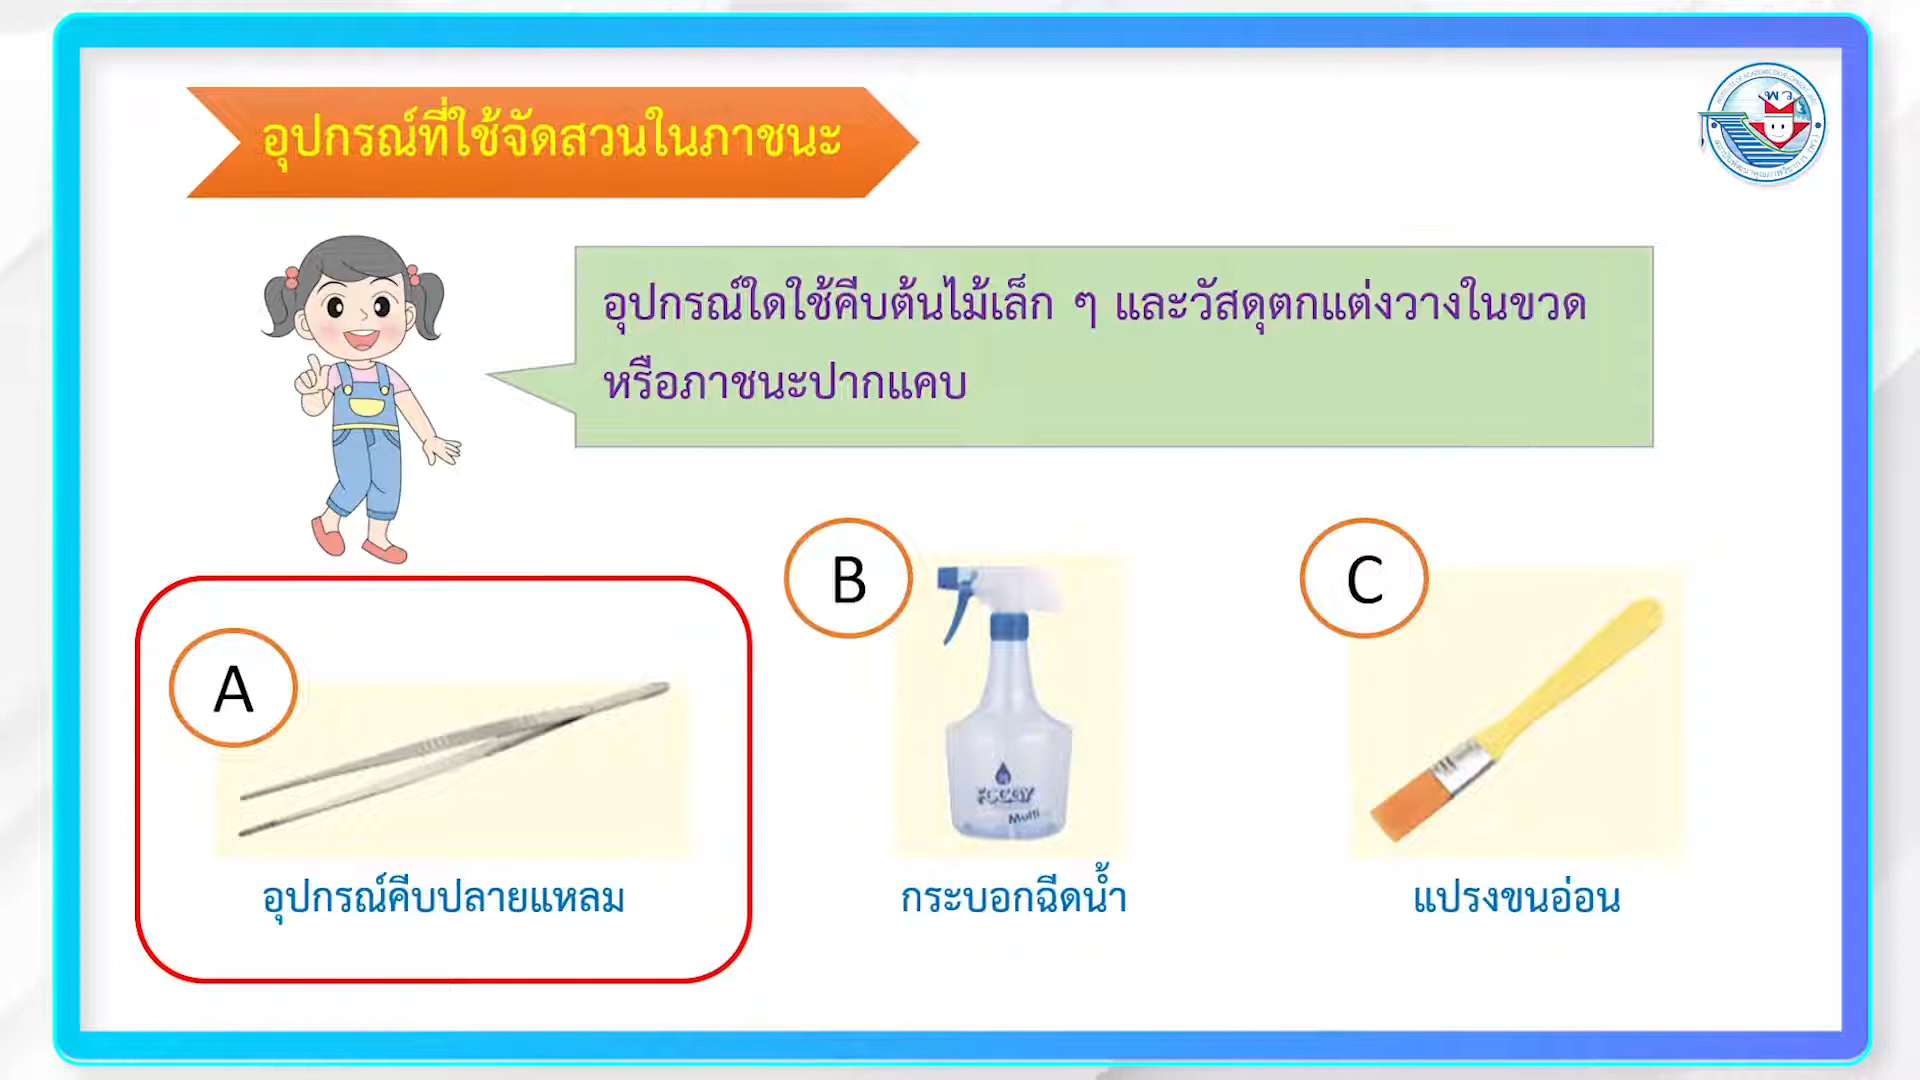 อุปกรณ์ที่ใช้จัดสวนในภาชนะ
พว
อุปกรณ์ใดใช้คีบต้นไม้เล็ก ๆ และวัสดุตกแต่งวางในขวด
หรือภาชนะปากแคบ
A
B
C
Multi
อุปกรณ์คีบปลายแหลม
กระบอกฉีดน้ำ
แปรงขนอ่อน